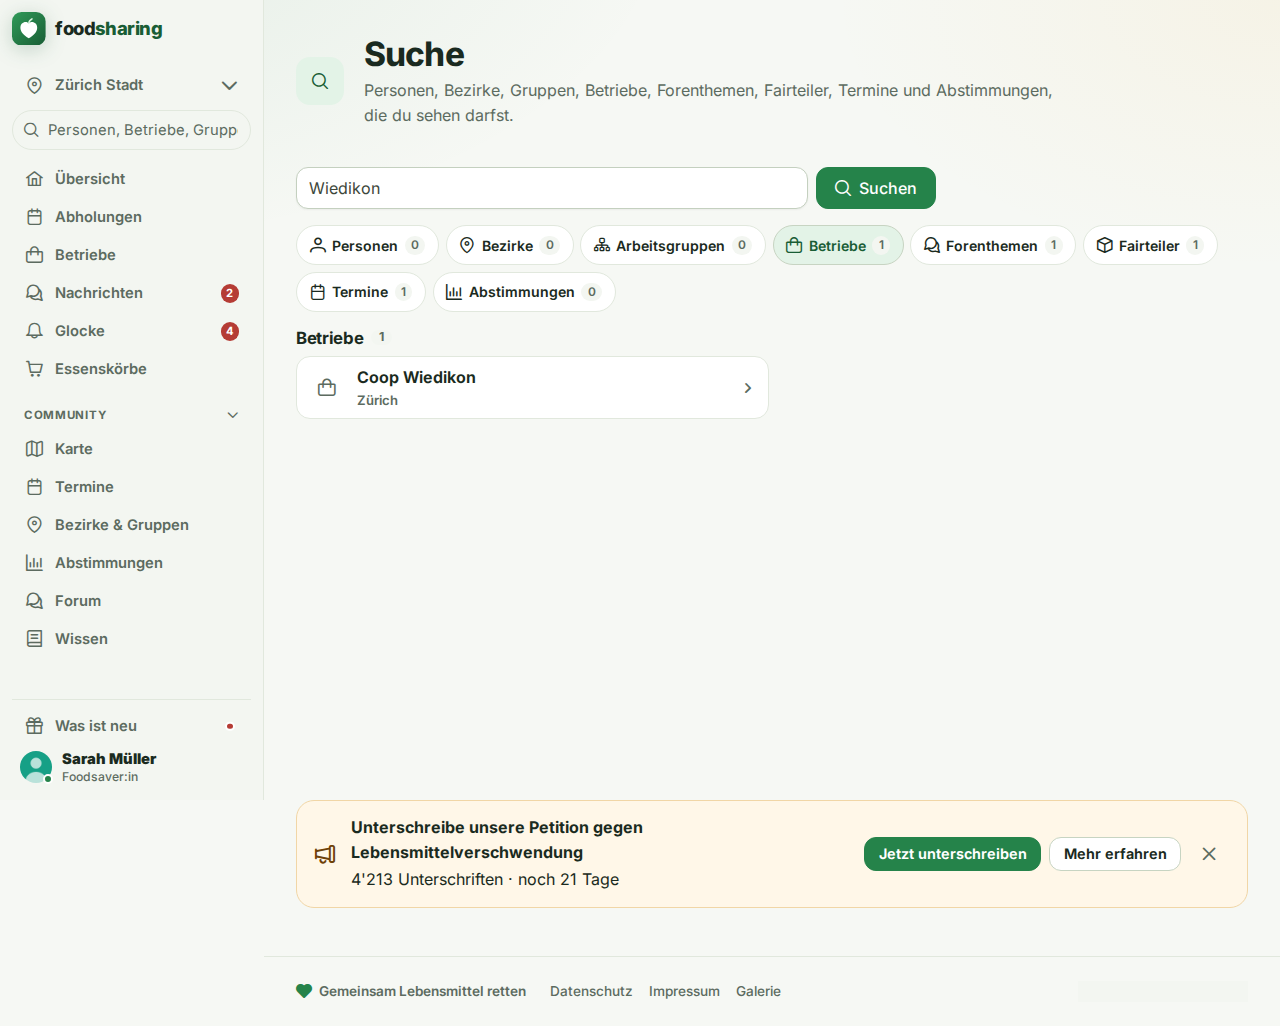 foodsharing
Zürich Stadt
Personen, Betriebe, Grupp
Übersicht
Abholungen
Betriebe
Nachrichten 2
Glocke 4
Essenskörbe
COMMUNITY
Karte
Termine
Bezirke & Gruppen
Abstimmungen
Forum
Wissen
Was ist neu
Sarah Müller
Foodsaver:in
Suche
Personen, Bezirke, Gruppen, Betriebe, Forenthemen, Fairteiler, Termine und Abstimmungen,
die du sehen darfst.
Wiedikon Suchen
Personen 0 Bezirke 0 Arbeitsgruppen 0 Betriebe 1 Forenthemen 1 Fairteiler 1
Termine 1 Abstimmungen 0
Betriebe 1
Coop Wiedikon
Zürich
Unterschreibe unsere Petition gegen
Lebensmittelverschwendung
4'213 Unterschriften · noch 21 Tage
Jetzt unterschreiben Mehr erfahren
Gemeinsam Lebensmittel retten Datenschutz Impressum Galerie